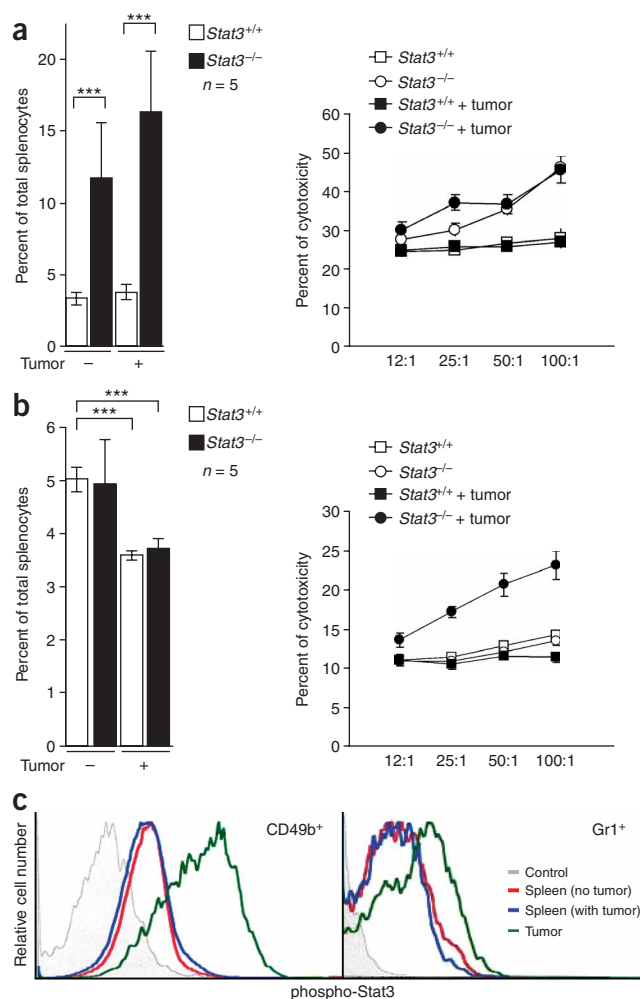 a
***
***
Stat3+/+
Stat3–/–
n = 5
Percent of total splenocytes
20
15
10
5
0
Tumor – +
Stat3+/+
Stat3–/–
Stat3+/+ + tumor
Stat3–/– + tumor
Percent of cytotoxicity
60
50
40
30
20
10
0
12:1 25:1 50:1 100:1
b
***
***
Stat3+/+
Stat3–/–
n = 5
Percent of total splenocytes
6
5
4
3
2
1
0
Tumor – +
Stat3+/+
Stat3–/–
Stat3+/+ + tumor
Stat3–/– + tumor
Percent of cytotoxicity
30
25
20
15
10
5
0
12:1 25:1 50:1 100:1
c
Relative cell number
CD49b+
Gr1+
Control
Spleen (no tumor)
Spleen (with tumor)
Tumor
phospho-Stat3